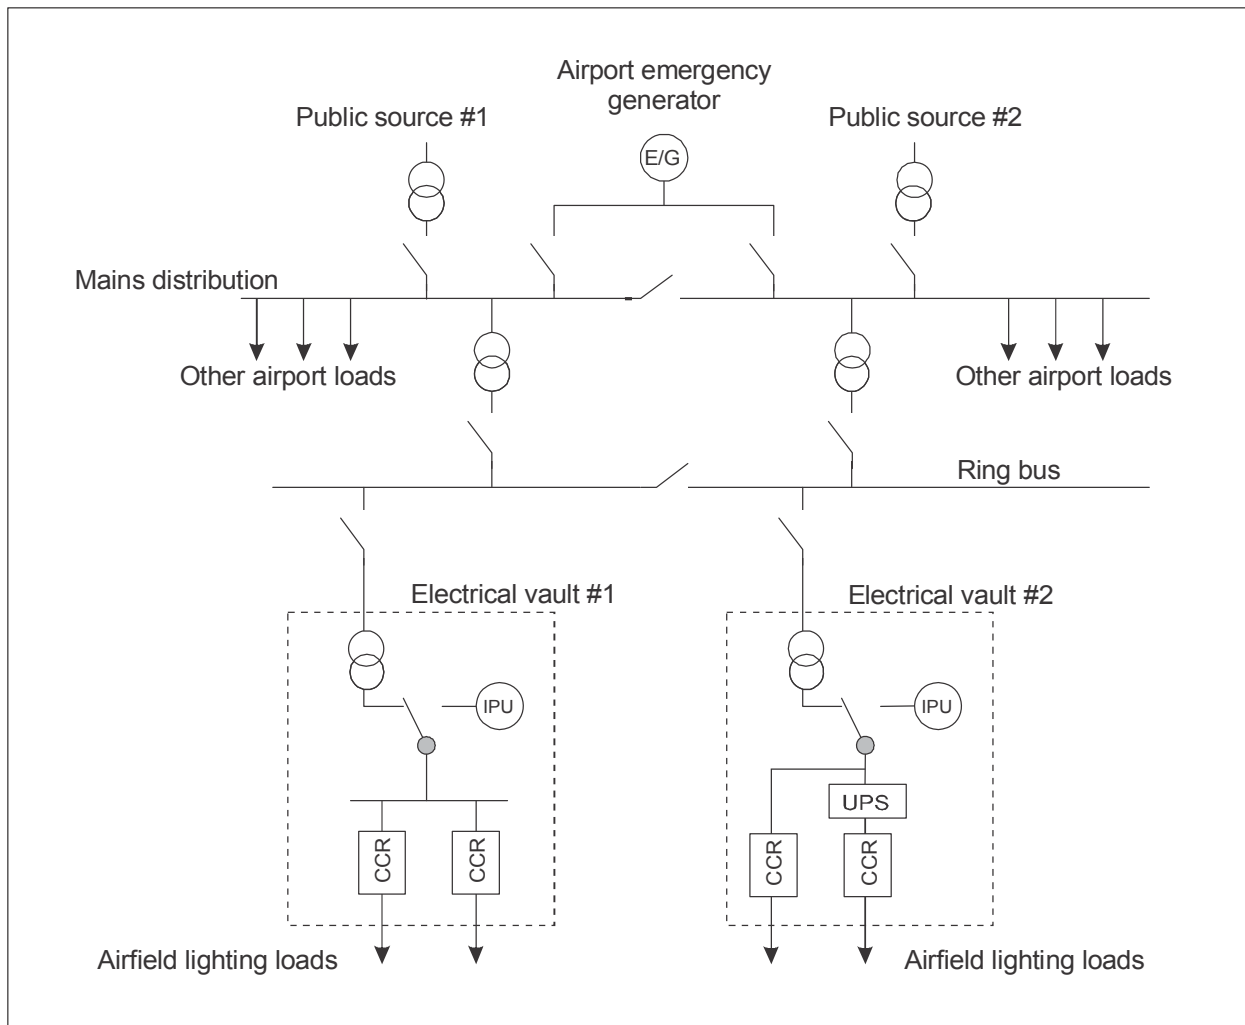 Airport emergency
generator
Public source #1
Public source #2
E/G
Mains distribution
Other airport loads
Other airport loads
Ring bus
Electrical vault #1
Electrical vault #2
IPU
IPU
UPS
CCR
CCR
CCR
CCR
Airfield lighting loads
Airfield lighting loads